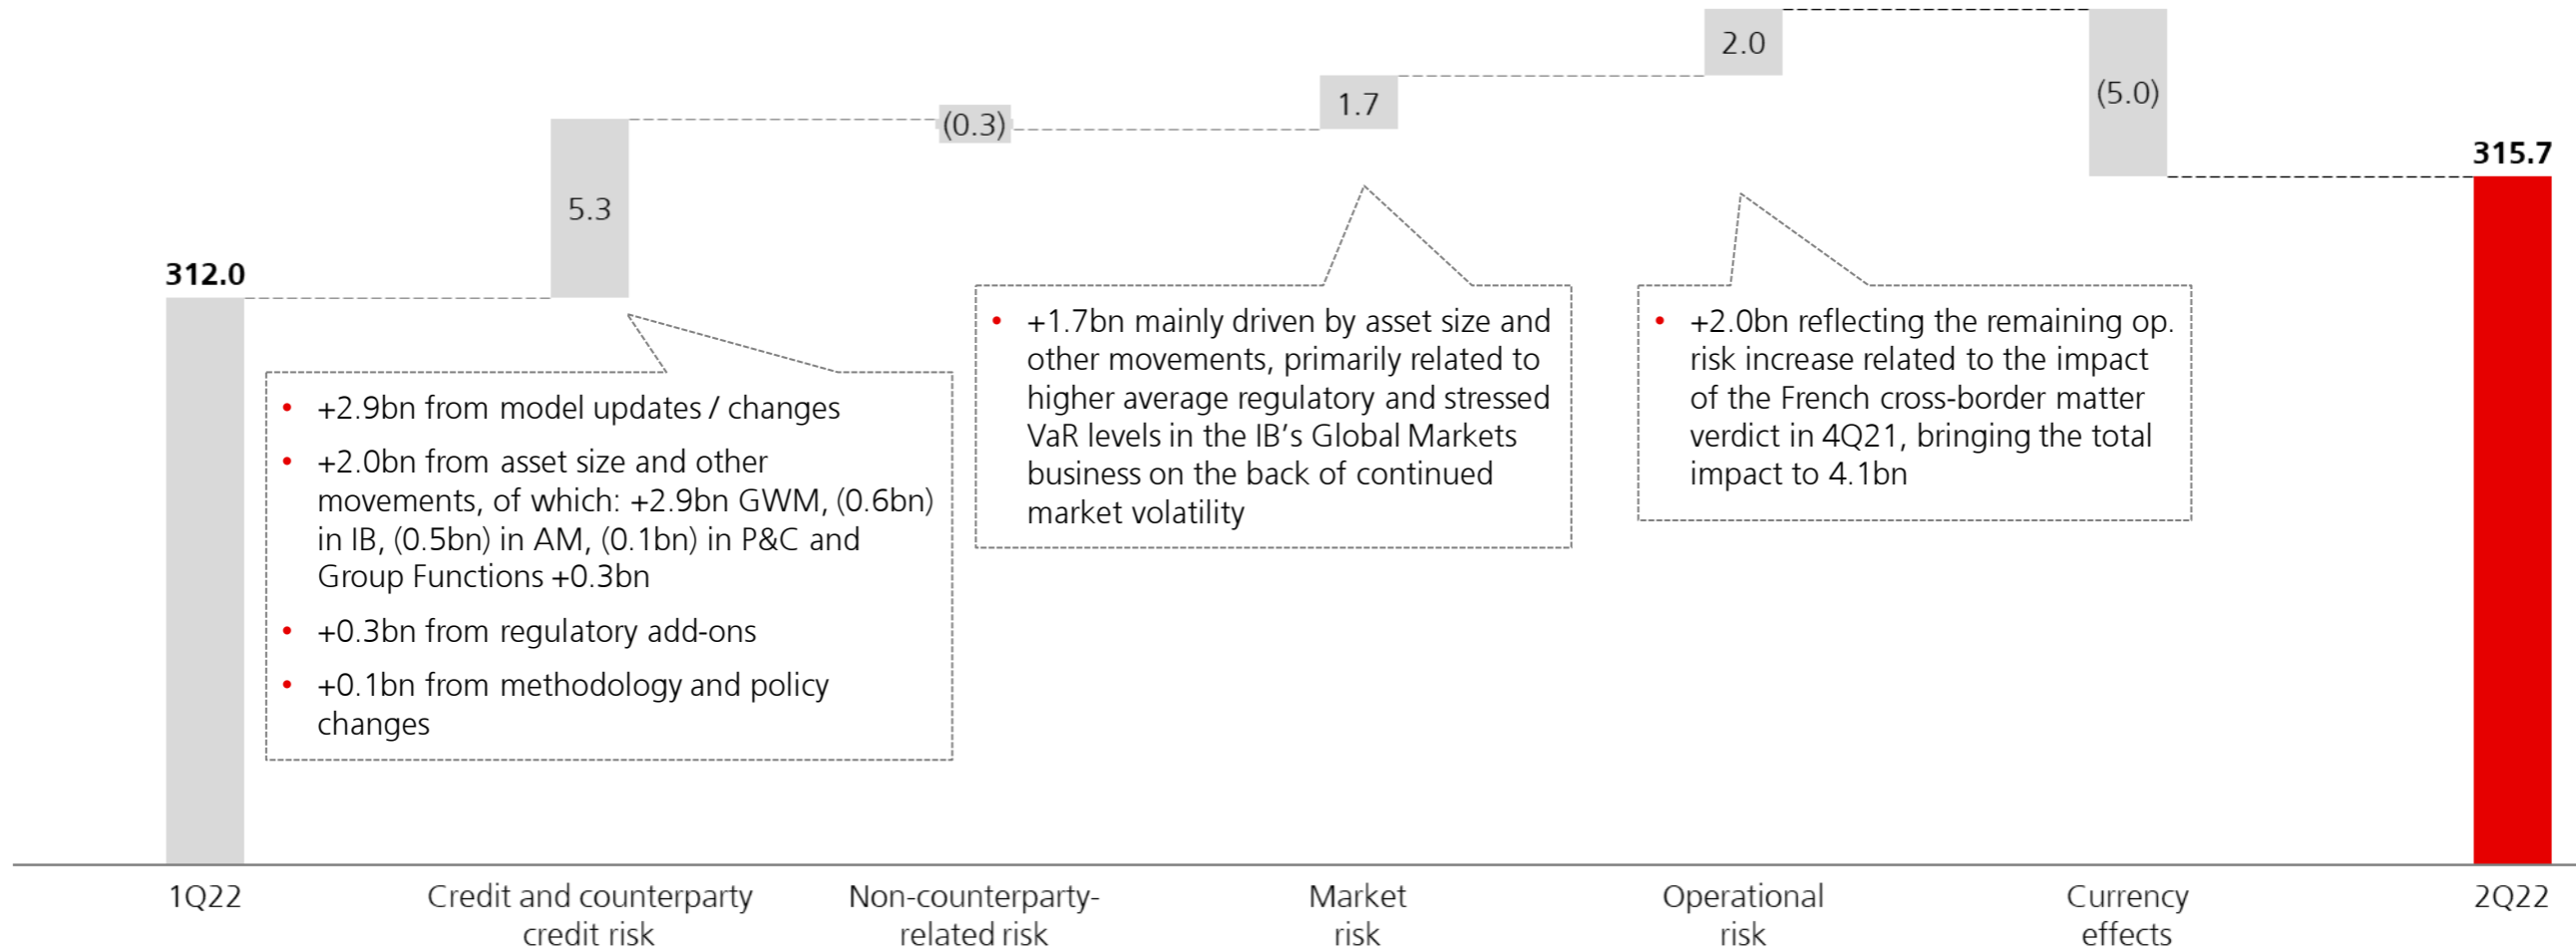 2.0
(5.0)
1.7
(0.3)
5.3
312.0
315.7
• +2.9bn from model updates / changes
• +2.0bn from asset size and other
movements, of which: +2.9bn GWM, (0.6bn)
in IB, (0.5bn) in AM, (0.1bn) in P&C and
Group Functions +0.3bn
• +0.3bn from regulatory add-ons
• +0.1bn from methodology and policy
changes
• +1.7bn mainly driven by asset size and
other movements, primarily related to
higher average regulatory and stressed
VaR levels in the IB’s Global Markets
business on the back of continued
market volatility
• +2.0bn reflecting the remaining op.
risk increase related to the impact
of the French cross-border matter
verdict in 4Q21, bringing the total
impact to 4.1bn
1Q22
Credit and counterparty
credit risk
Non-counterparty-
related risk
Market
risk
Operational
risk
Currency
effects
2Q22